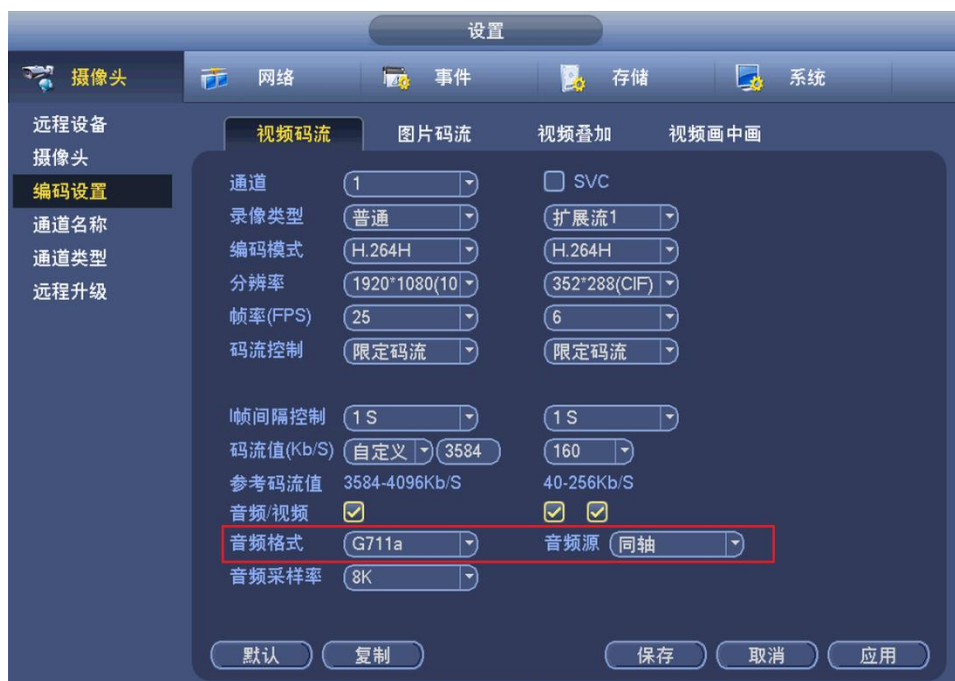 设置
摄像头 网络 事件 存储 系统
远程设备
摄像头
编码设置
通道名称
通道类型
远程升级
视频码流 图片码流 视频叠加 视频画中画
通道 1 SVC
录像类型 普通 扩展流1
编码模式 H.264H H.264H
分辨率 1920*1080(10 352*288(CIF)
帧率(FPS) 25 6
码流控制 限定码流 限定码流
I帧间隔控制 1 S 1 S
码流值(Kb/S) 自定义 3584 160
参考码流值 3584-4096Kb/S 40-256Kb/S
音频/视频
音频格式 G711a 音频源 同轴
音频采样率 8K
默认 复制 保存 取消 应用